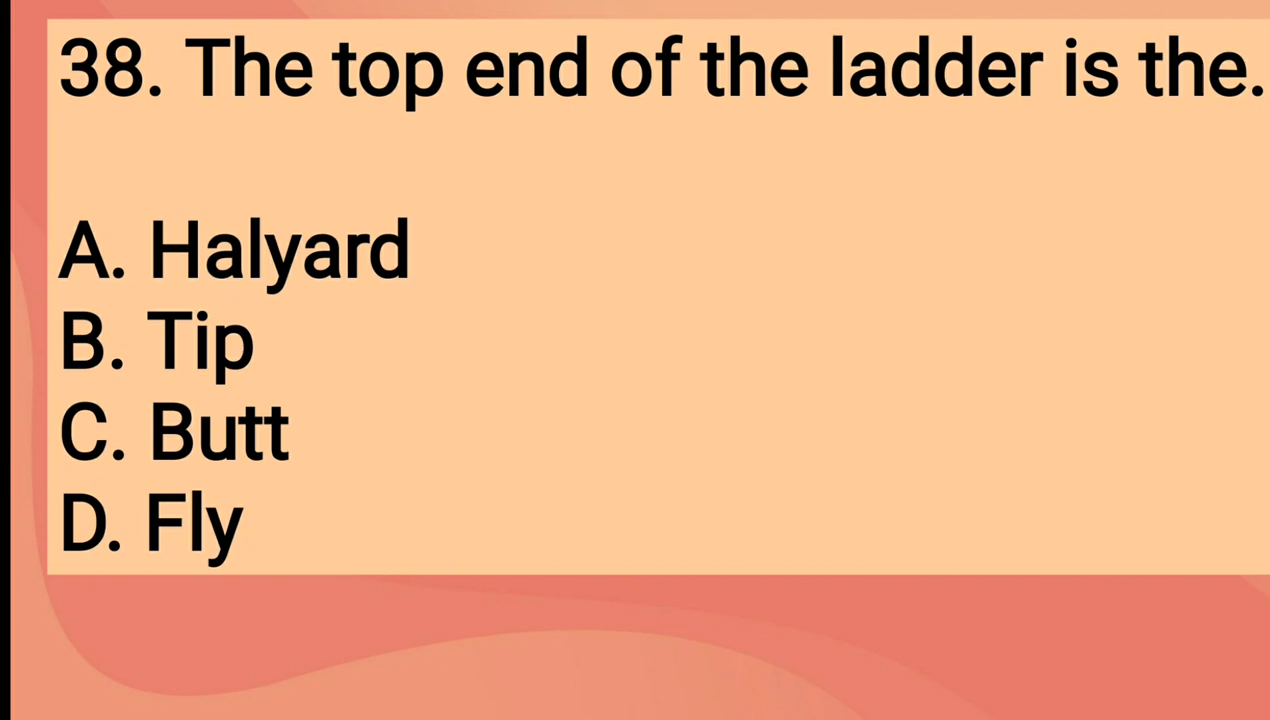 38. The top end of the ladder is the.
A. Halyard
B. Tip
C. Butt
D. Fly